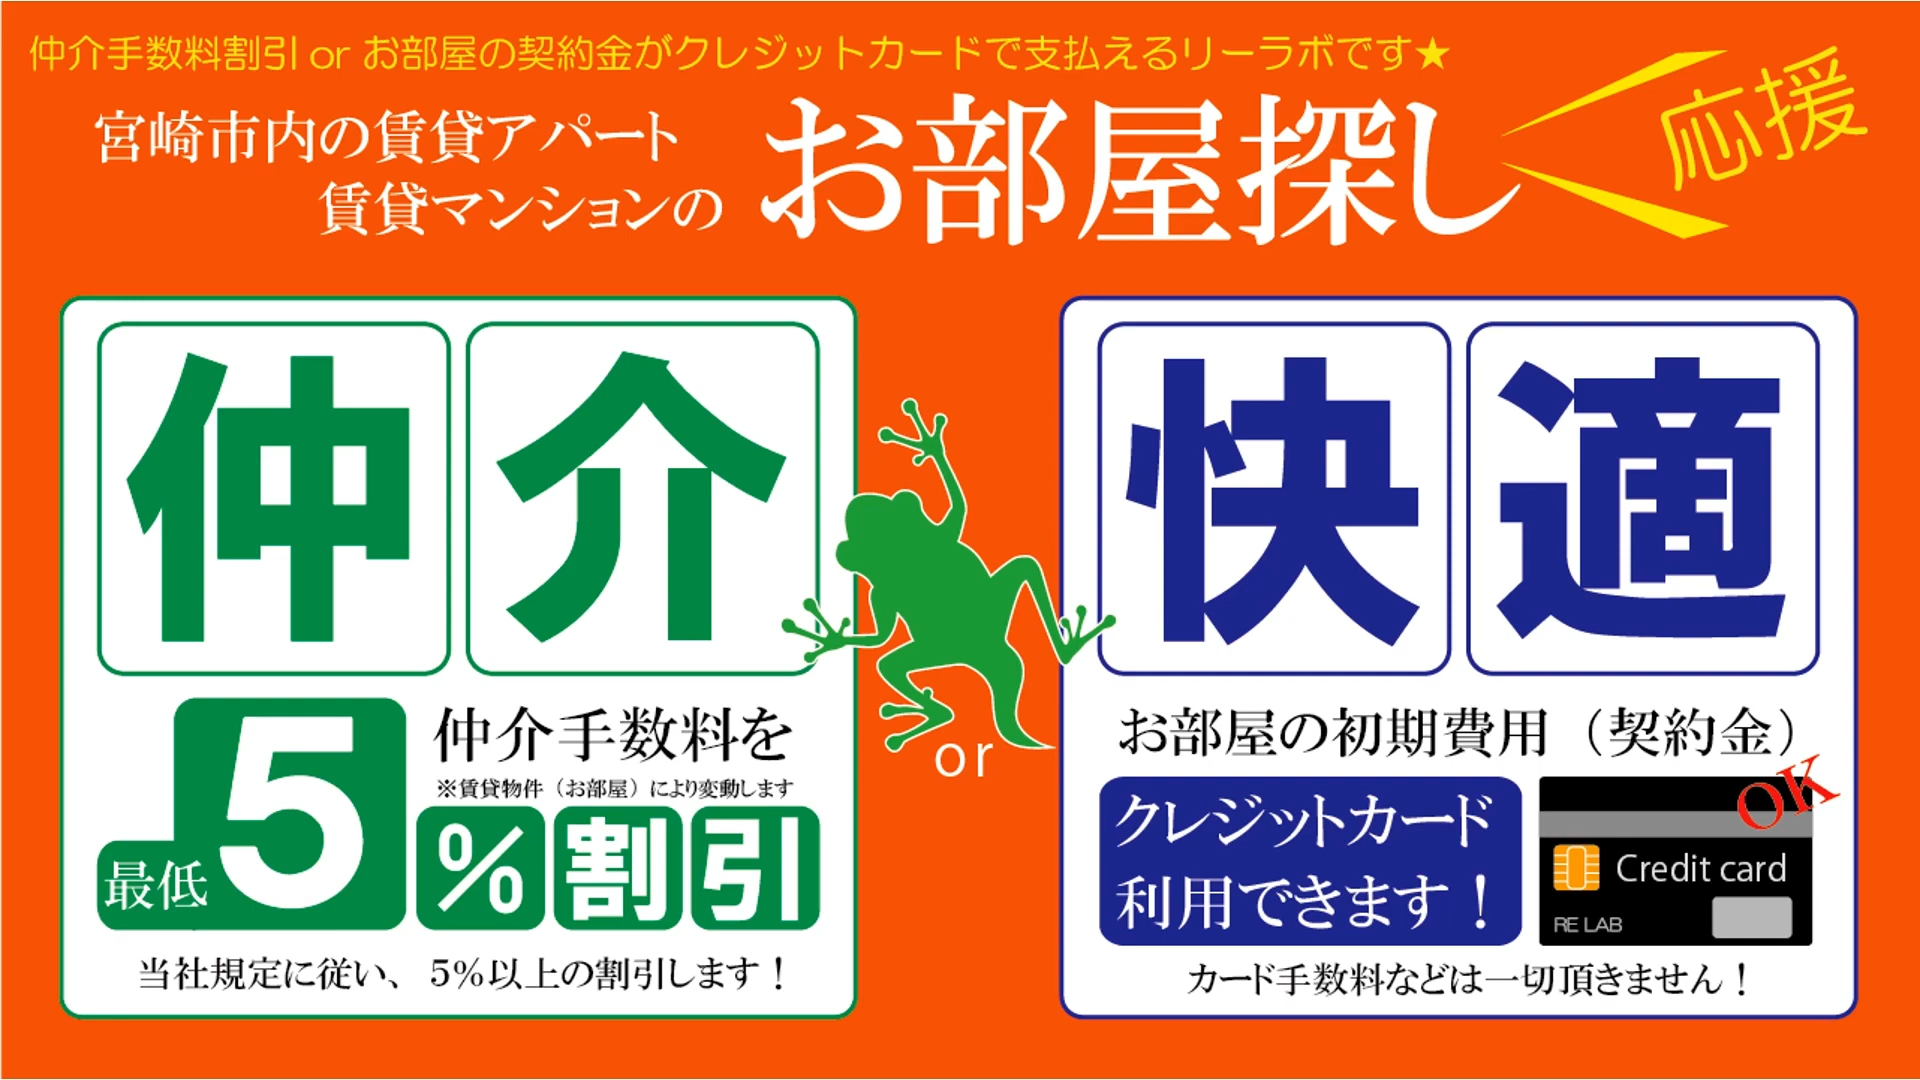 仲介手数料割引 or お部屋の契約金がクレジットカードで支払えるリーラボです★
宮崎市内の賃貸アパート
賃貸マンションの
お部屋探し
応援
仲介
最低5%割引
仲介手数料を
※賃貸物件（お部屋）により変動します
当社規定に従い、5%以上の割引します！
or
快適
お部屋の初期費用（契約金）
クレジットカード
利用できます！
OK
Credit card
RE LAB
カード手数料などは一切頂きません！